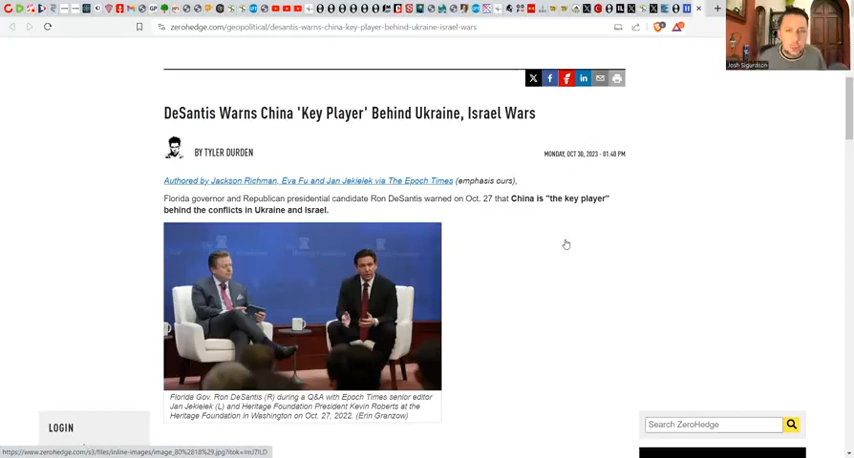 zerohedge.com/geopolitical/desantis-warns-china-key-player-behind-ukraine-israel-wars
Josh Sigurdson
DeSantis Warns China 'Key Player' Behind Ukraine, Israel Wars
BY TYLER DURDEN
MONDAY, OCT 30, 2023 - 01:40 PM
Authored by Jackson Richman, Eva Fu and Jan Jekielek via The Epoch Times (emphasis ours),
Florida governor and Republican presidential candidate Ron DeSantis warned on Oct. 27 that China is "the key player"
behind the conflicts in Ukraine and Israel.
Florida Gov. Ron DeSantis (R) during a Q&A with Epoch Times senior editor
Jan Jekielek (L) and Heritage Foundation President Kevin Roberts at the
Heritage Foundation in Washington on Oct. 27, 2022. (Erin Granzow)
LOGIN
Search ZeroHedge